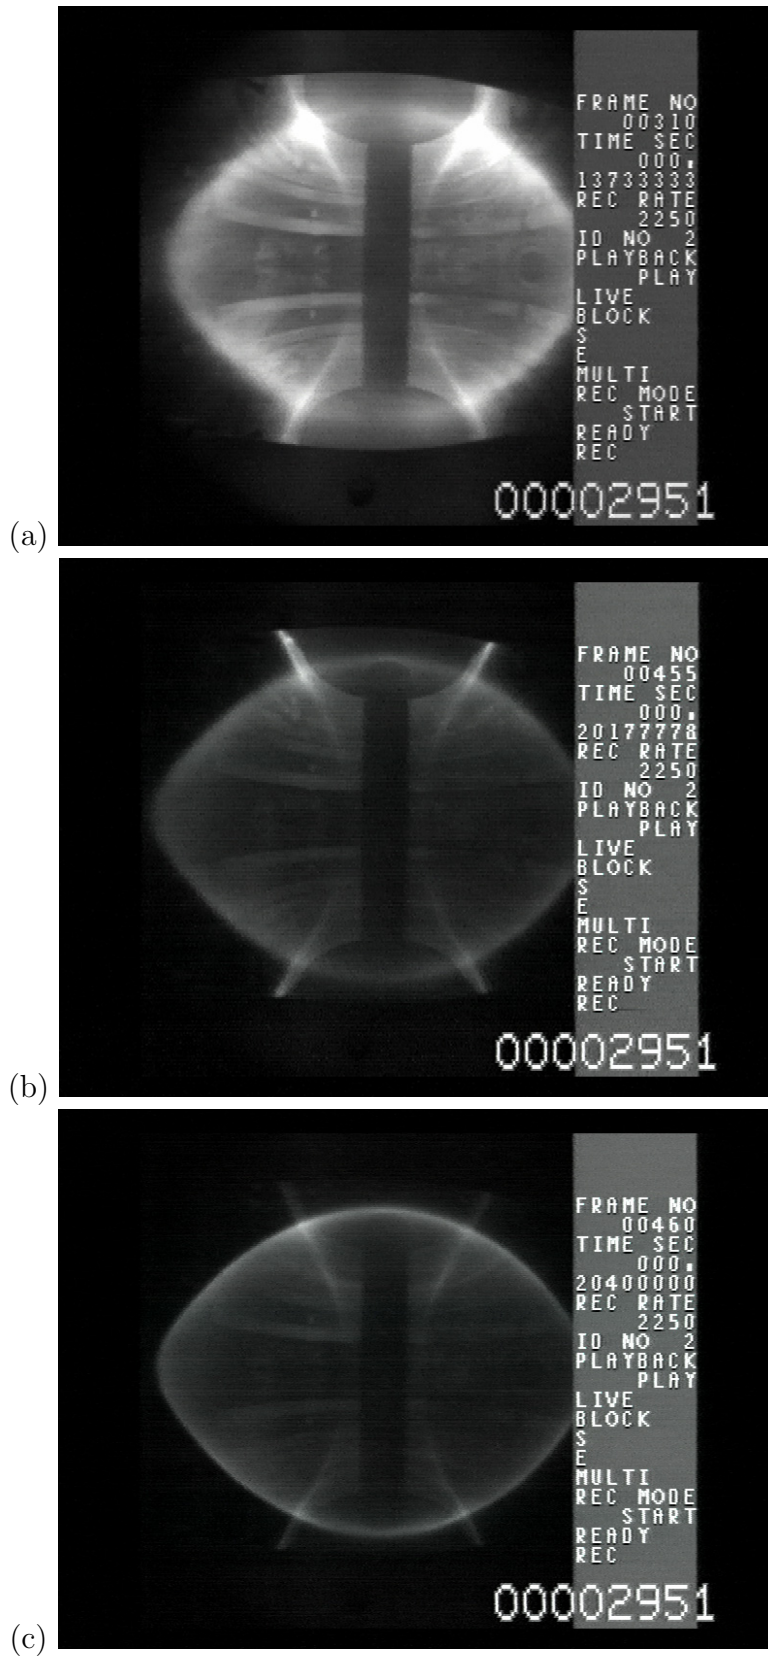 FRAME NO
00310
TIME SEC
000.
13733333
REC RATE
2250
ID NO 2
PLAYBACK
PLAY
LIVE
BLOCK
S
E
MULTI
REC MODE
START
READY
REC
00002951
(a)
FRAME NO
00455
TIME SEC
000.
20177778
REC RATE
2250
ID NO 2
PLAYBACK
PLAY
LIVE
BLOCK
S
E
MULTI
REC MODE
START
READY
REC
00002951
(b)
FRAME NO
00460
TIME SEC
000.
20400000
REC RATE
2250
ID NO 2
PLAYBACK
PLAY
LIVE
BLOCK
S
E
MULTI
REC MODE
START
READY
REC
00002951
(c)